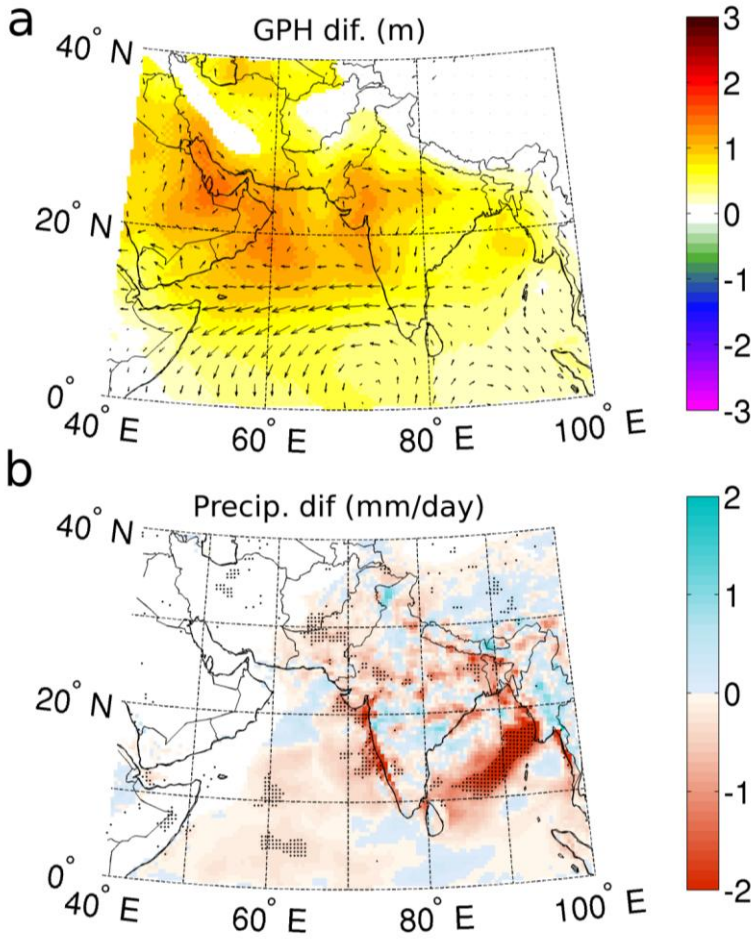 a
GPH dif. (m)
40° N
20° N
0°
40° E
60° E
80° E
100° E
3
2
1
0
-1
-2
-3
b
Precip. dif (mm/day)
40° N
20° N
0°
40° E
60° E
80° E
100° E
2
1
0
-1
-2